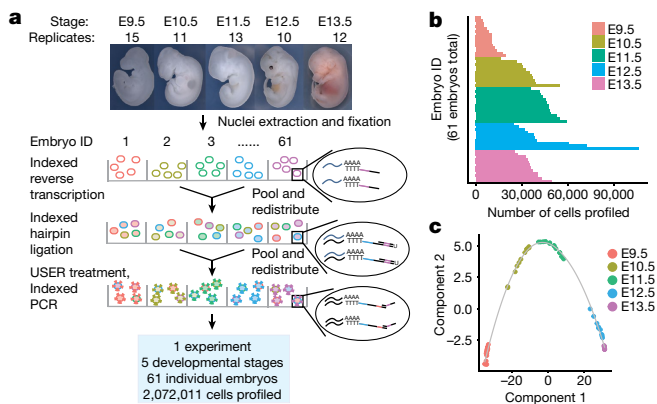 a
Stage: E9.5 E10.5 E11.5 E12.5 E13.5
Replicates: 15 11 13 10 12
Nuclei extraction and fixation
Embryo ID 1 2 3 ...... 61
Indexed
reverse
transcription
AAAA
TTTT
AAAA
TTTT
Pool and
redistribute
Indexed
hairpin
ligation
AAAA
TTTT
U
AAAA
TTTT
U
Pool and
redistribute
USER treatment,
Indexed
PCR
AAAA
TTTT
AAAA
TTTT
1 experiment
5 developmental stages
61 individual embryos
2,072,011 cells profiled
b
Embryo ID
(61 embryos total)
E9.5
E10.5
E11.5
E12.5
E13.5
0 30,000 60,000 90,000
Number of cells profiled
c
Component 2
5.0
2.5
0
−2.5
E9.5
E10.5
E11.5
E12.5
E13.5
−20 0 20
Component 1